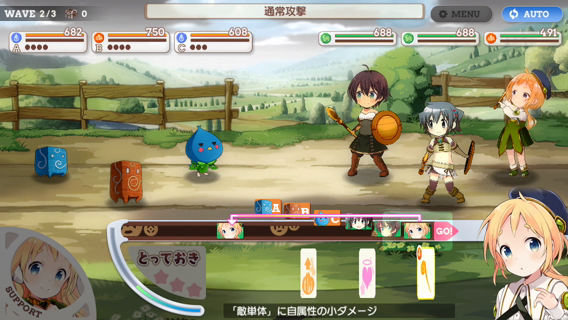 WAVE 2/3 0
通常攻撃
MENU
AUTO
682 750 608 688 688 491
A B C
A B C
GO!
とっておき
SUPPORT
「敵単体」に自属性の小ダメージ